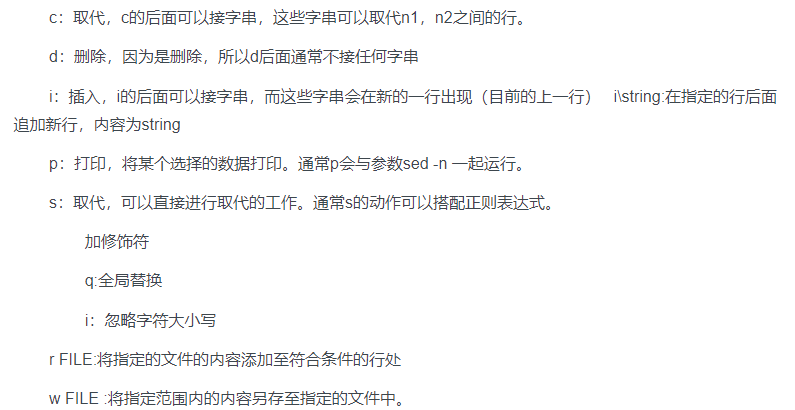 c：取代，c的后面可以接字串，这些字串可以取代n1，n2之间的行。
d：删除，因为是删除，所以d后面通常不接任何字串
i：插入，i的后面可以接字串，而这些字串会在新的一行出现（目前的上一行） i\string:在指定的行后面
追加新行，内容为string
p：打印，将某个选择的数据打印。通常p会与参数sed -n 一起运行。
s：取代，可以直接进行取代的工作。通常s的动作可以搭配正则表达式。
加修饰符
q:全局替换
i：忽略字符大小写
r FILE:将指定的文件的内容添加至符合条件的行处
w FILE :将指定范围内的内容另存至指定的文件中。